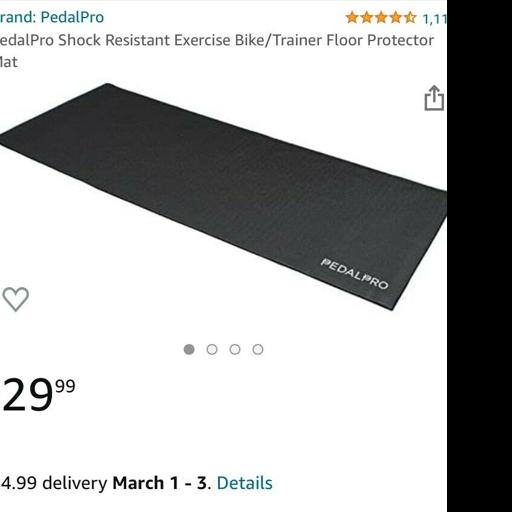 rand: PedalPro 1,11
edalPro Shock Resistant Exercise Bike/Trainer Floor Protector
Mat
PEDALPRO
29 99
4.99 delivery March 1 - 3. Details